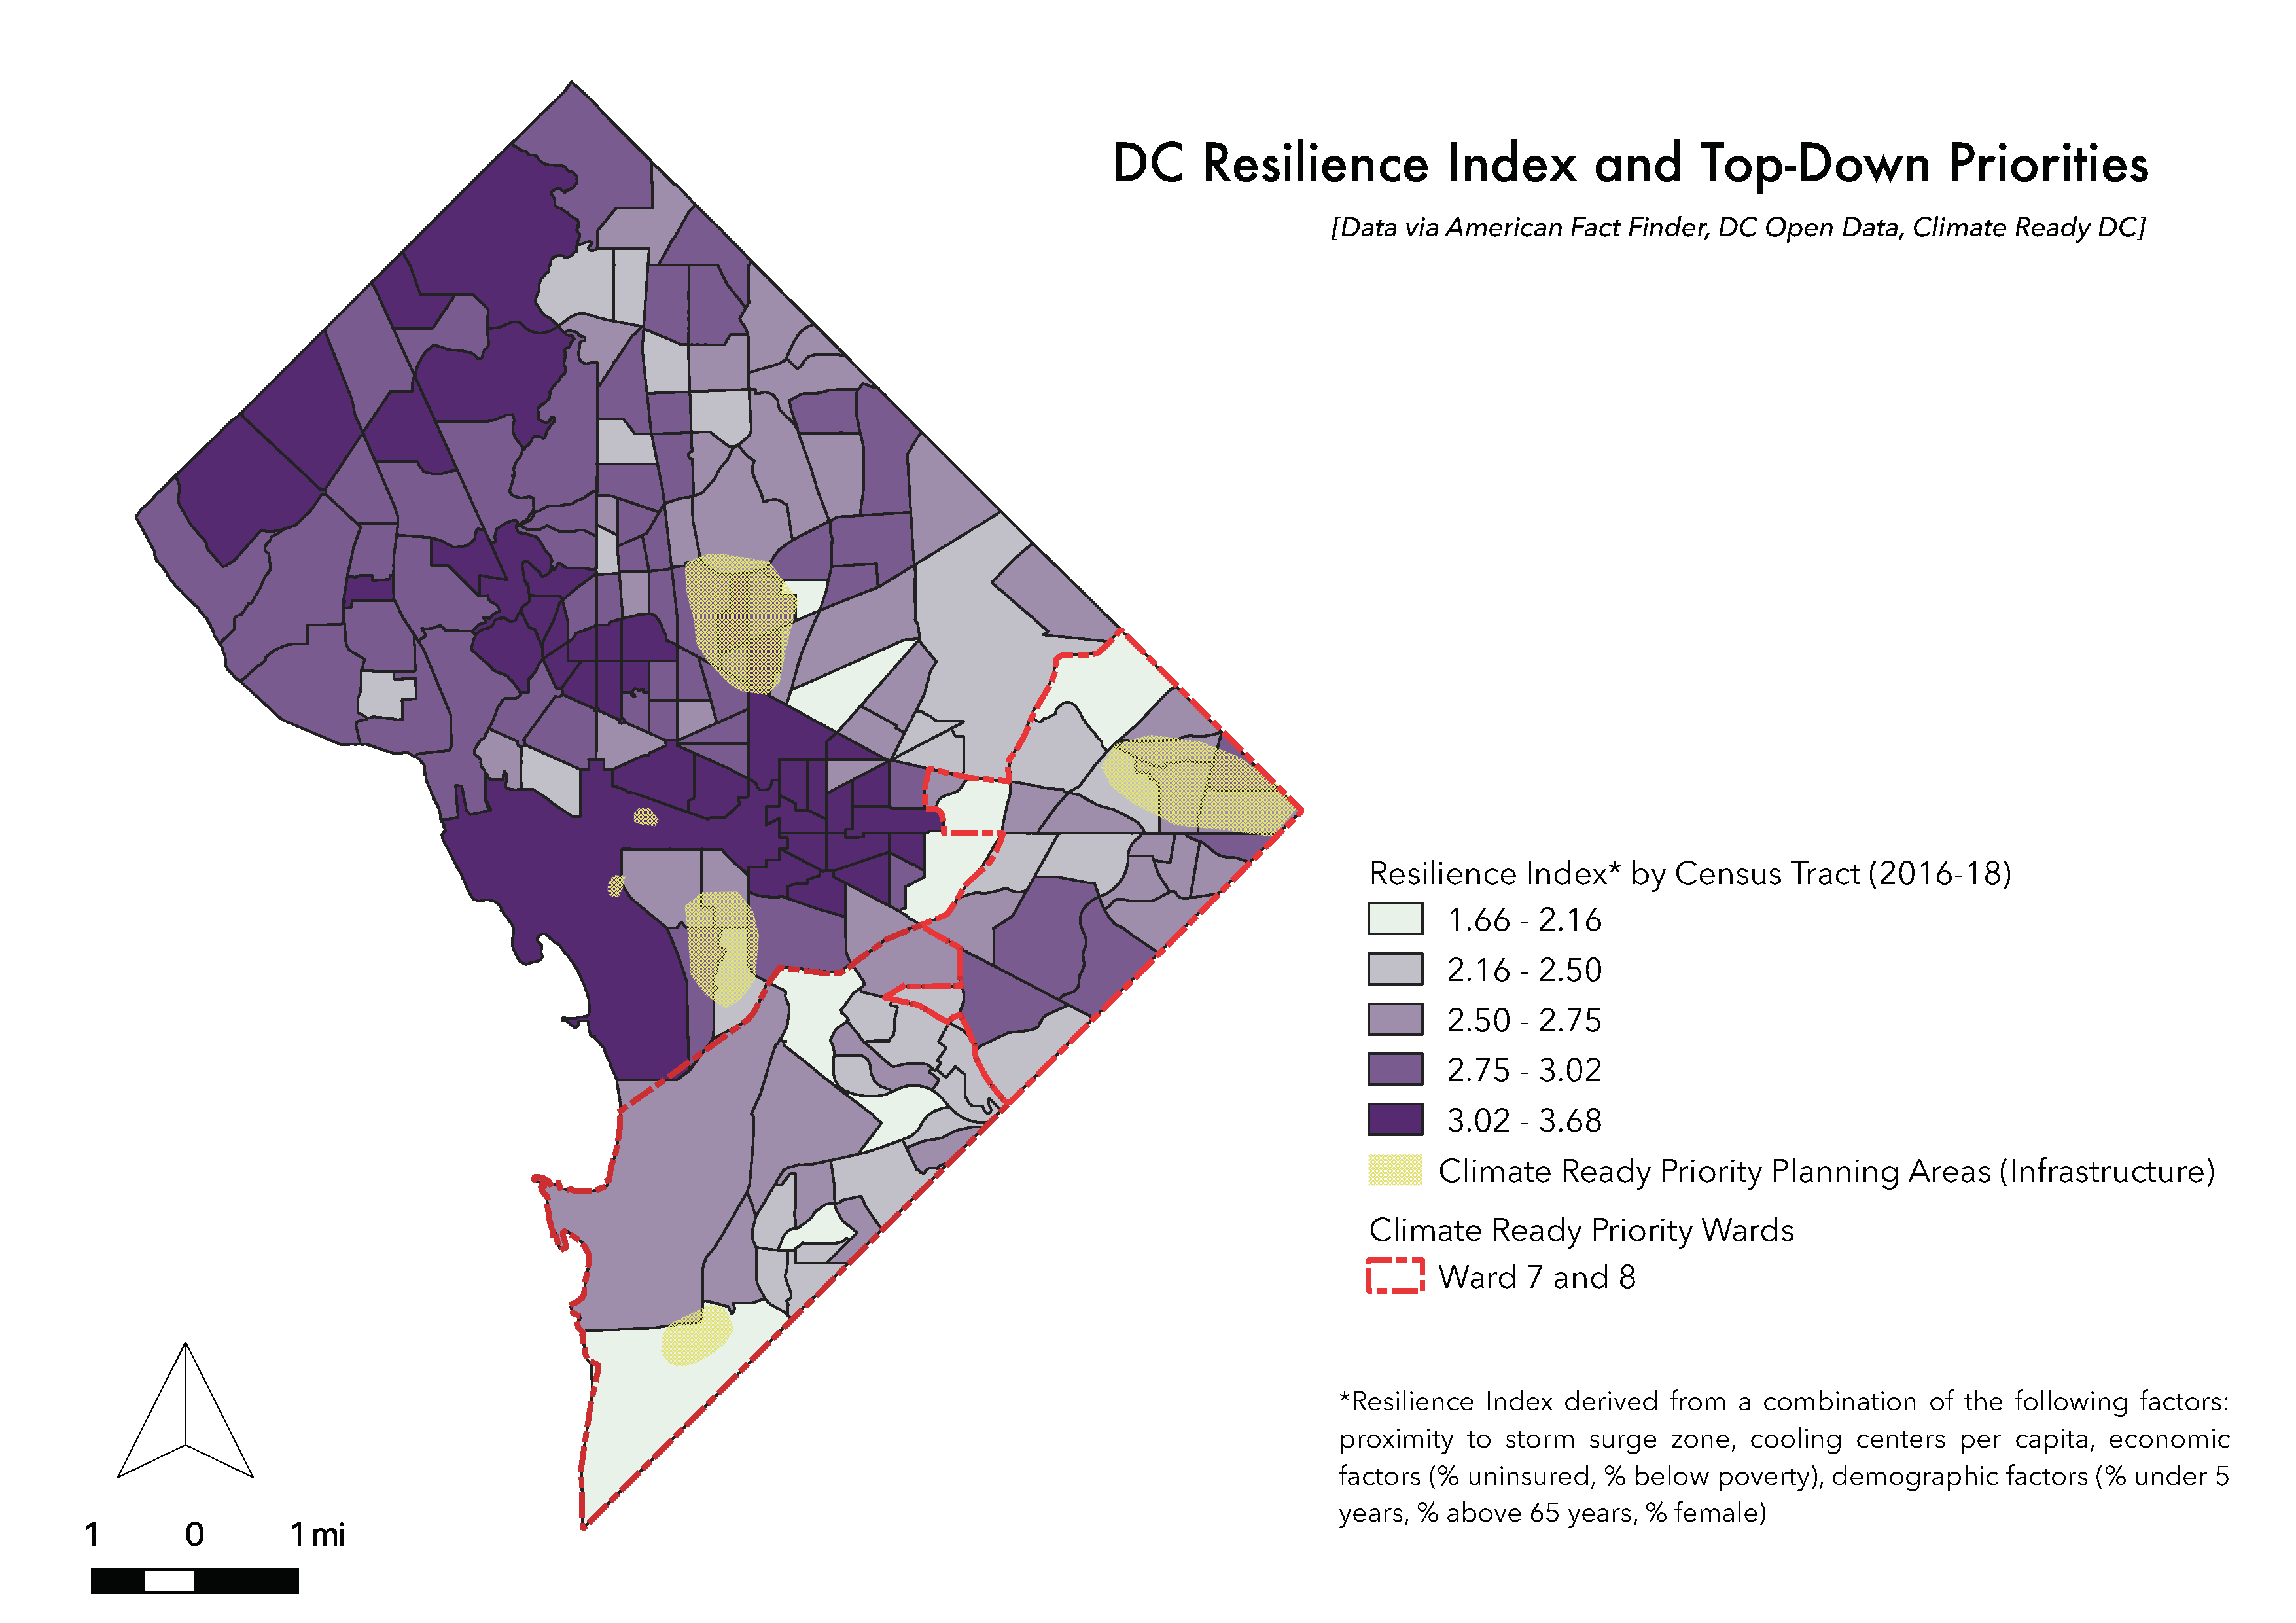 DC Resilience Index and Top-Down Priorities
[Data via American Fact Finder, DC Open Data, Climate Ready DC]
Resilience Index* by Census Tract (2016-18)
1.66 - 2.16
2.16 - 2.50
2.50 - 2.75
2.75 - 3.02
3.02 - 3.68
Climate Ready Priority Planning Areas (Infrastructure)
Climate Ready Priority Wards
Ward 7 and 8
*Resilience Index derived from a combination of the following factors:
proximity to storm surge zone, cooling centers per capita, economic
factors (% uninsured, % below poverty), demographic factors (% under 5
years, % above 65 years, % female)
1 0 1 mi